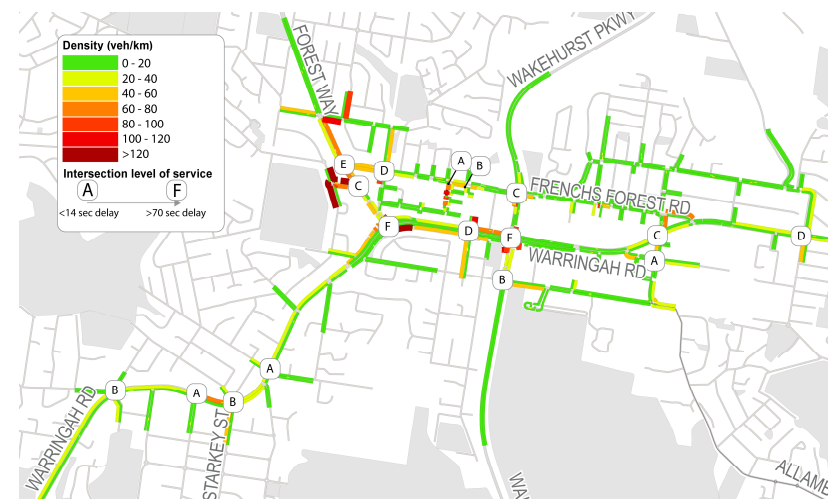 Density (veh/km)
0 - 20
20 - 40
40 - 60
60 - 80
80 - 100
100 - 120
>120
Intersection level of service
A
F
<14 sec delay
>70 sec delay
FOREST WAY
WAKEHURST PKWY
A
B
E
D
C
C
FRENCHS FOREST RD
F
D
F
C
D
WARRINGAH RD
A
B
A
B
A
B
WARRINGAH RD
STARKEY ST